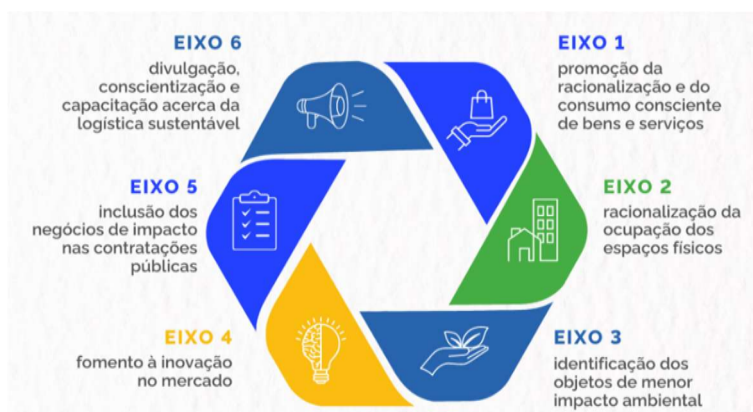 EIXO 1
promoção da
racionalização e do
consumo consciente
de bens e serviços
EIXO 2
racionalização da
ocupação dos
espaços físicos
EIXO 3
identificação dos
objetos de menor
impacto ambiental
EIXO 4
fomento à inovação
no mercado
EIXO 5
inclusão dos
negócios de impacto
nas contratações
públicas
EIXO 6
divulgação,
conscientização e
capacitação acerca da
logística sustentável